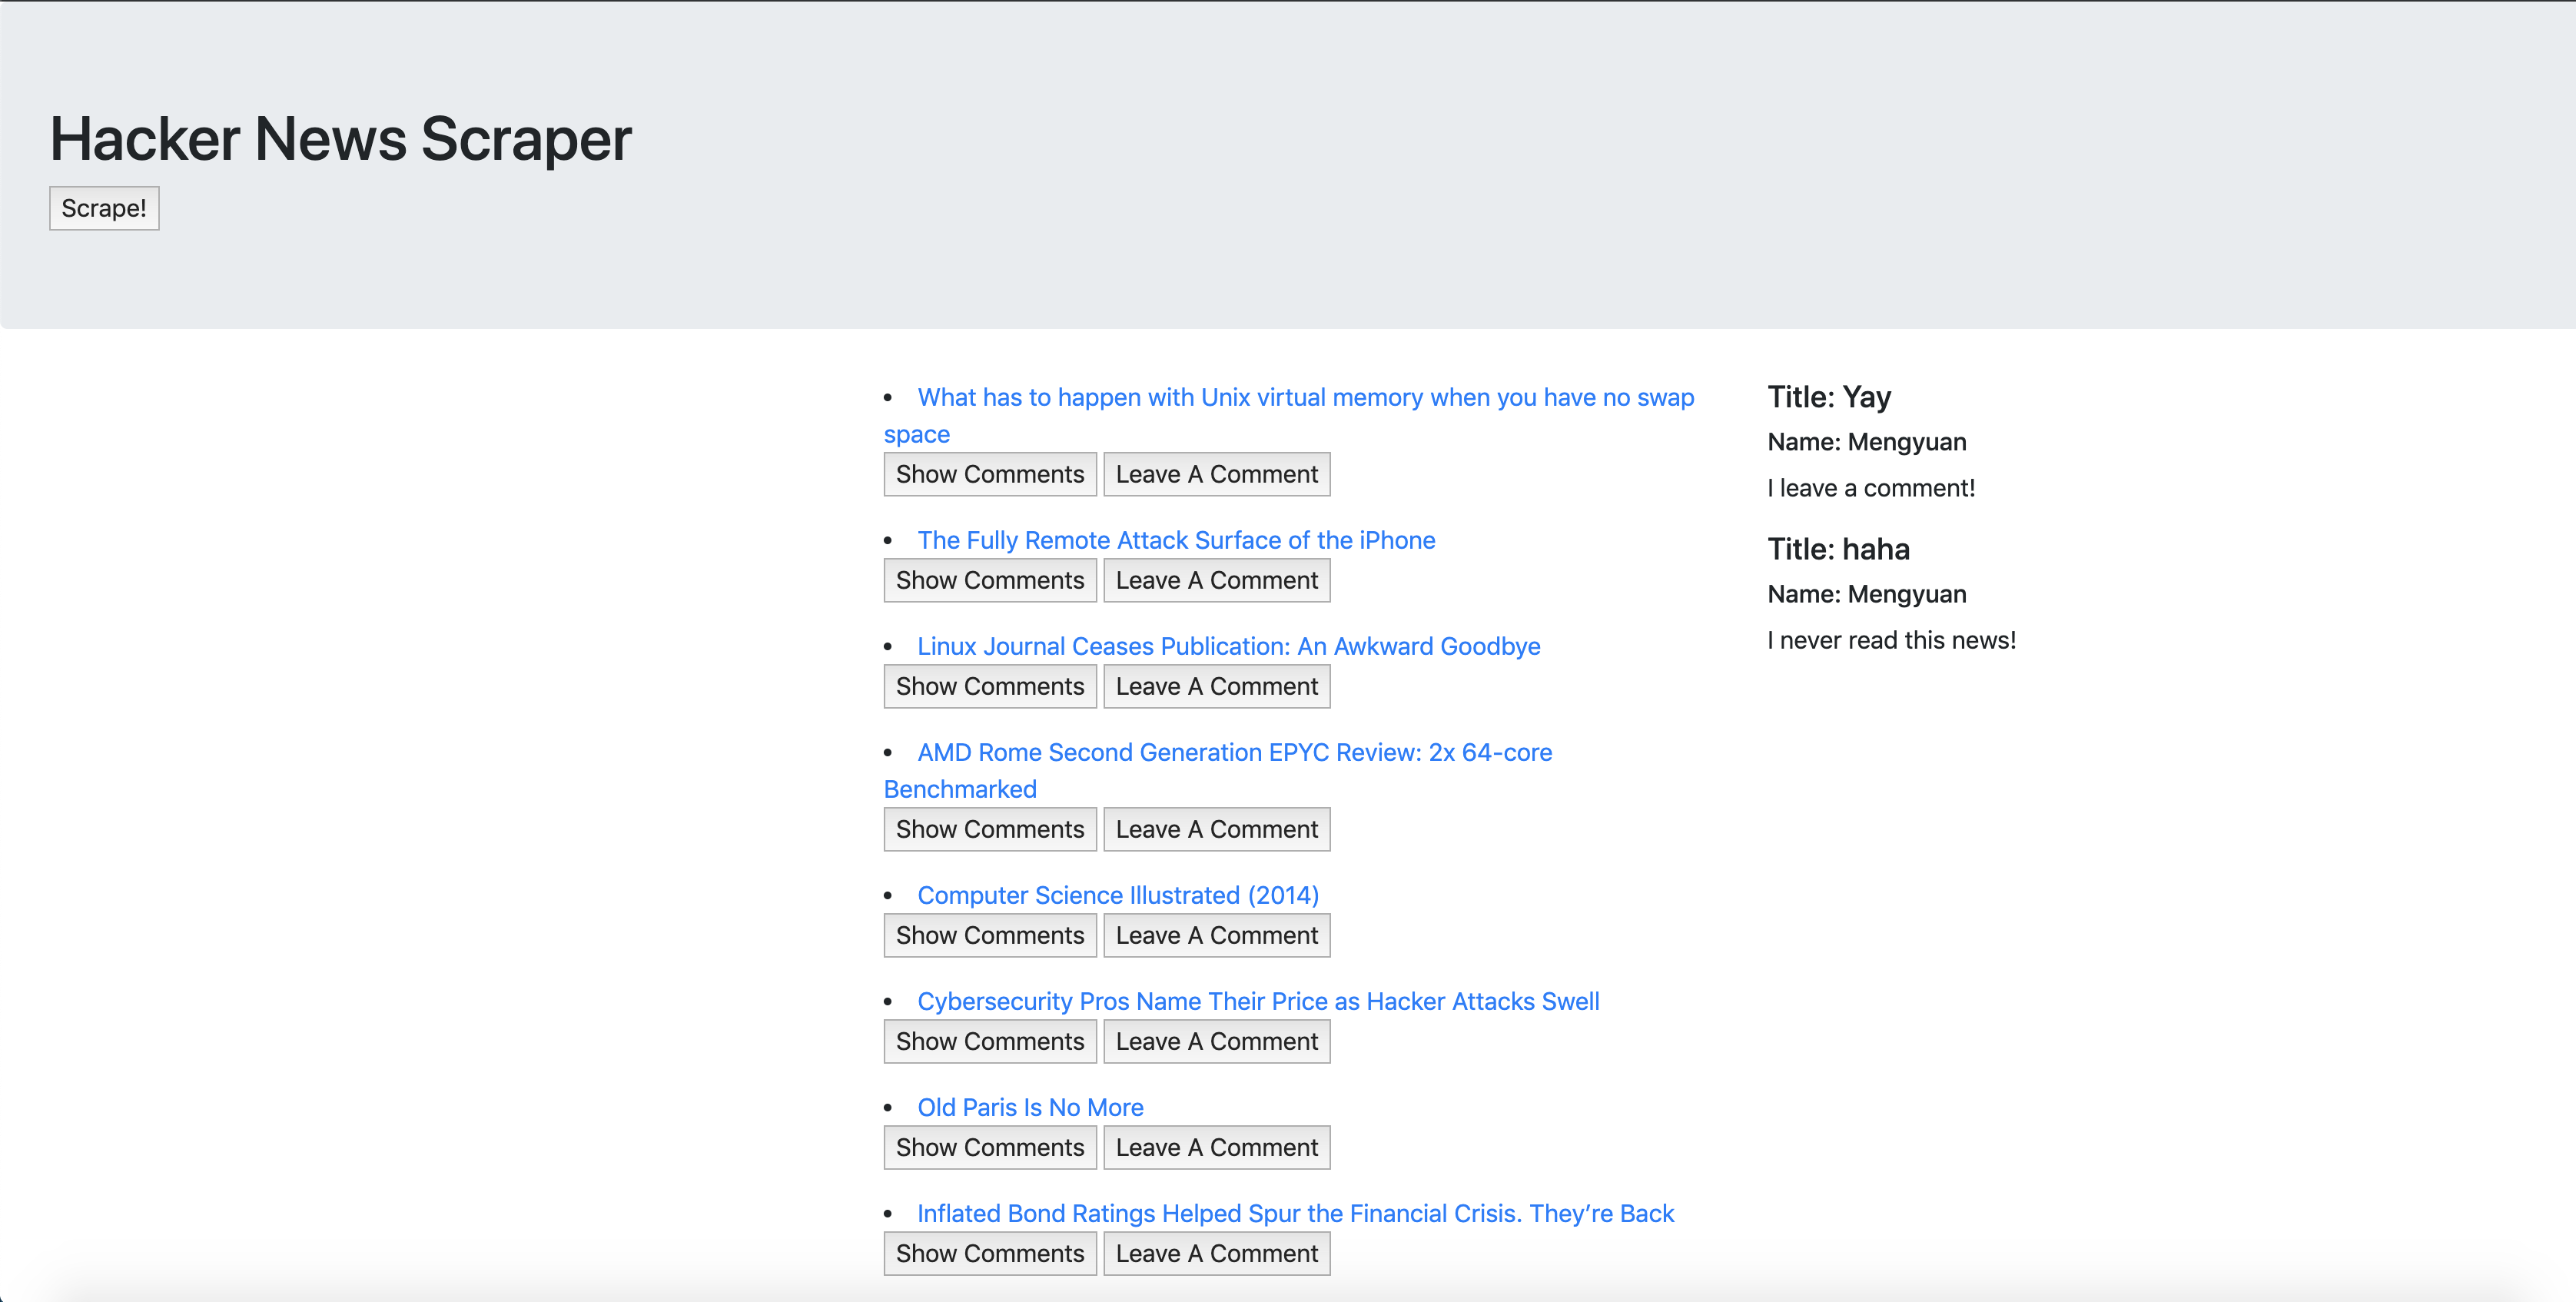 Hacker News Scraper
Scrape!
What has to happen with Unix virtual memory when you have no swap
space
Show Comments Leave A Comment
The Fully Remote Attack Surface of the iPhone
Show Comments Leave A Comment
Linux Journal Ceases Publication: An Awkward Goodbye
Show Comments Leave A Comment
AMD Rome Second Generation EPYC Review: 2x 64-core
Benchmarked
Show Comments Leave A Comment
Computer Science Illustrated (2014)
Show Comments Leave A Comment
Cybersecurity Pros Name Their Price as Hacker Attacks Swell
Show Comments Leave A Comment
Old Paris Is No More
Show Comments Leave A Comment
Inflated Bond Ratings Helped Spur the Financial Crisis. They’re Back
Show Comments Leave A Comment
Title: Yay
Name: Mengyuan
I leave a comment!
Title: haha
Name: Mengyuan
I never read this news!